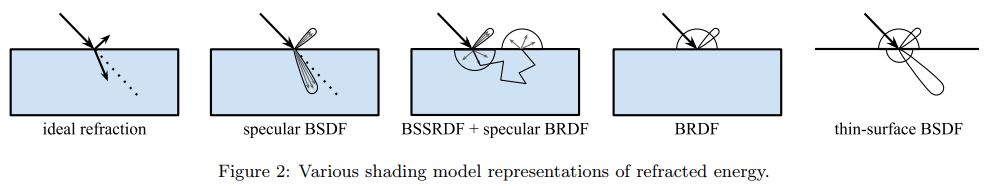 ideal refraction
specular BSDF
BSSRDF + specular BRDF
BRDF
thin-surface BSDF
Figure 2: Various shading model representations of refracted energy.